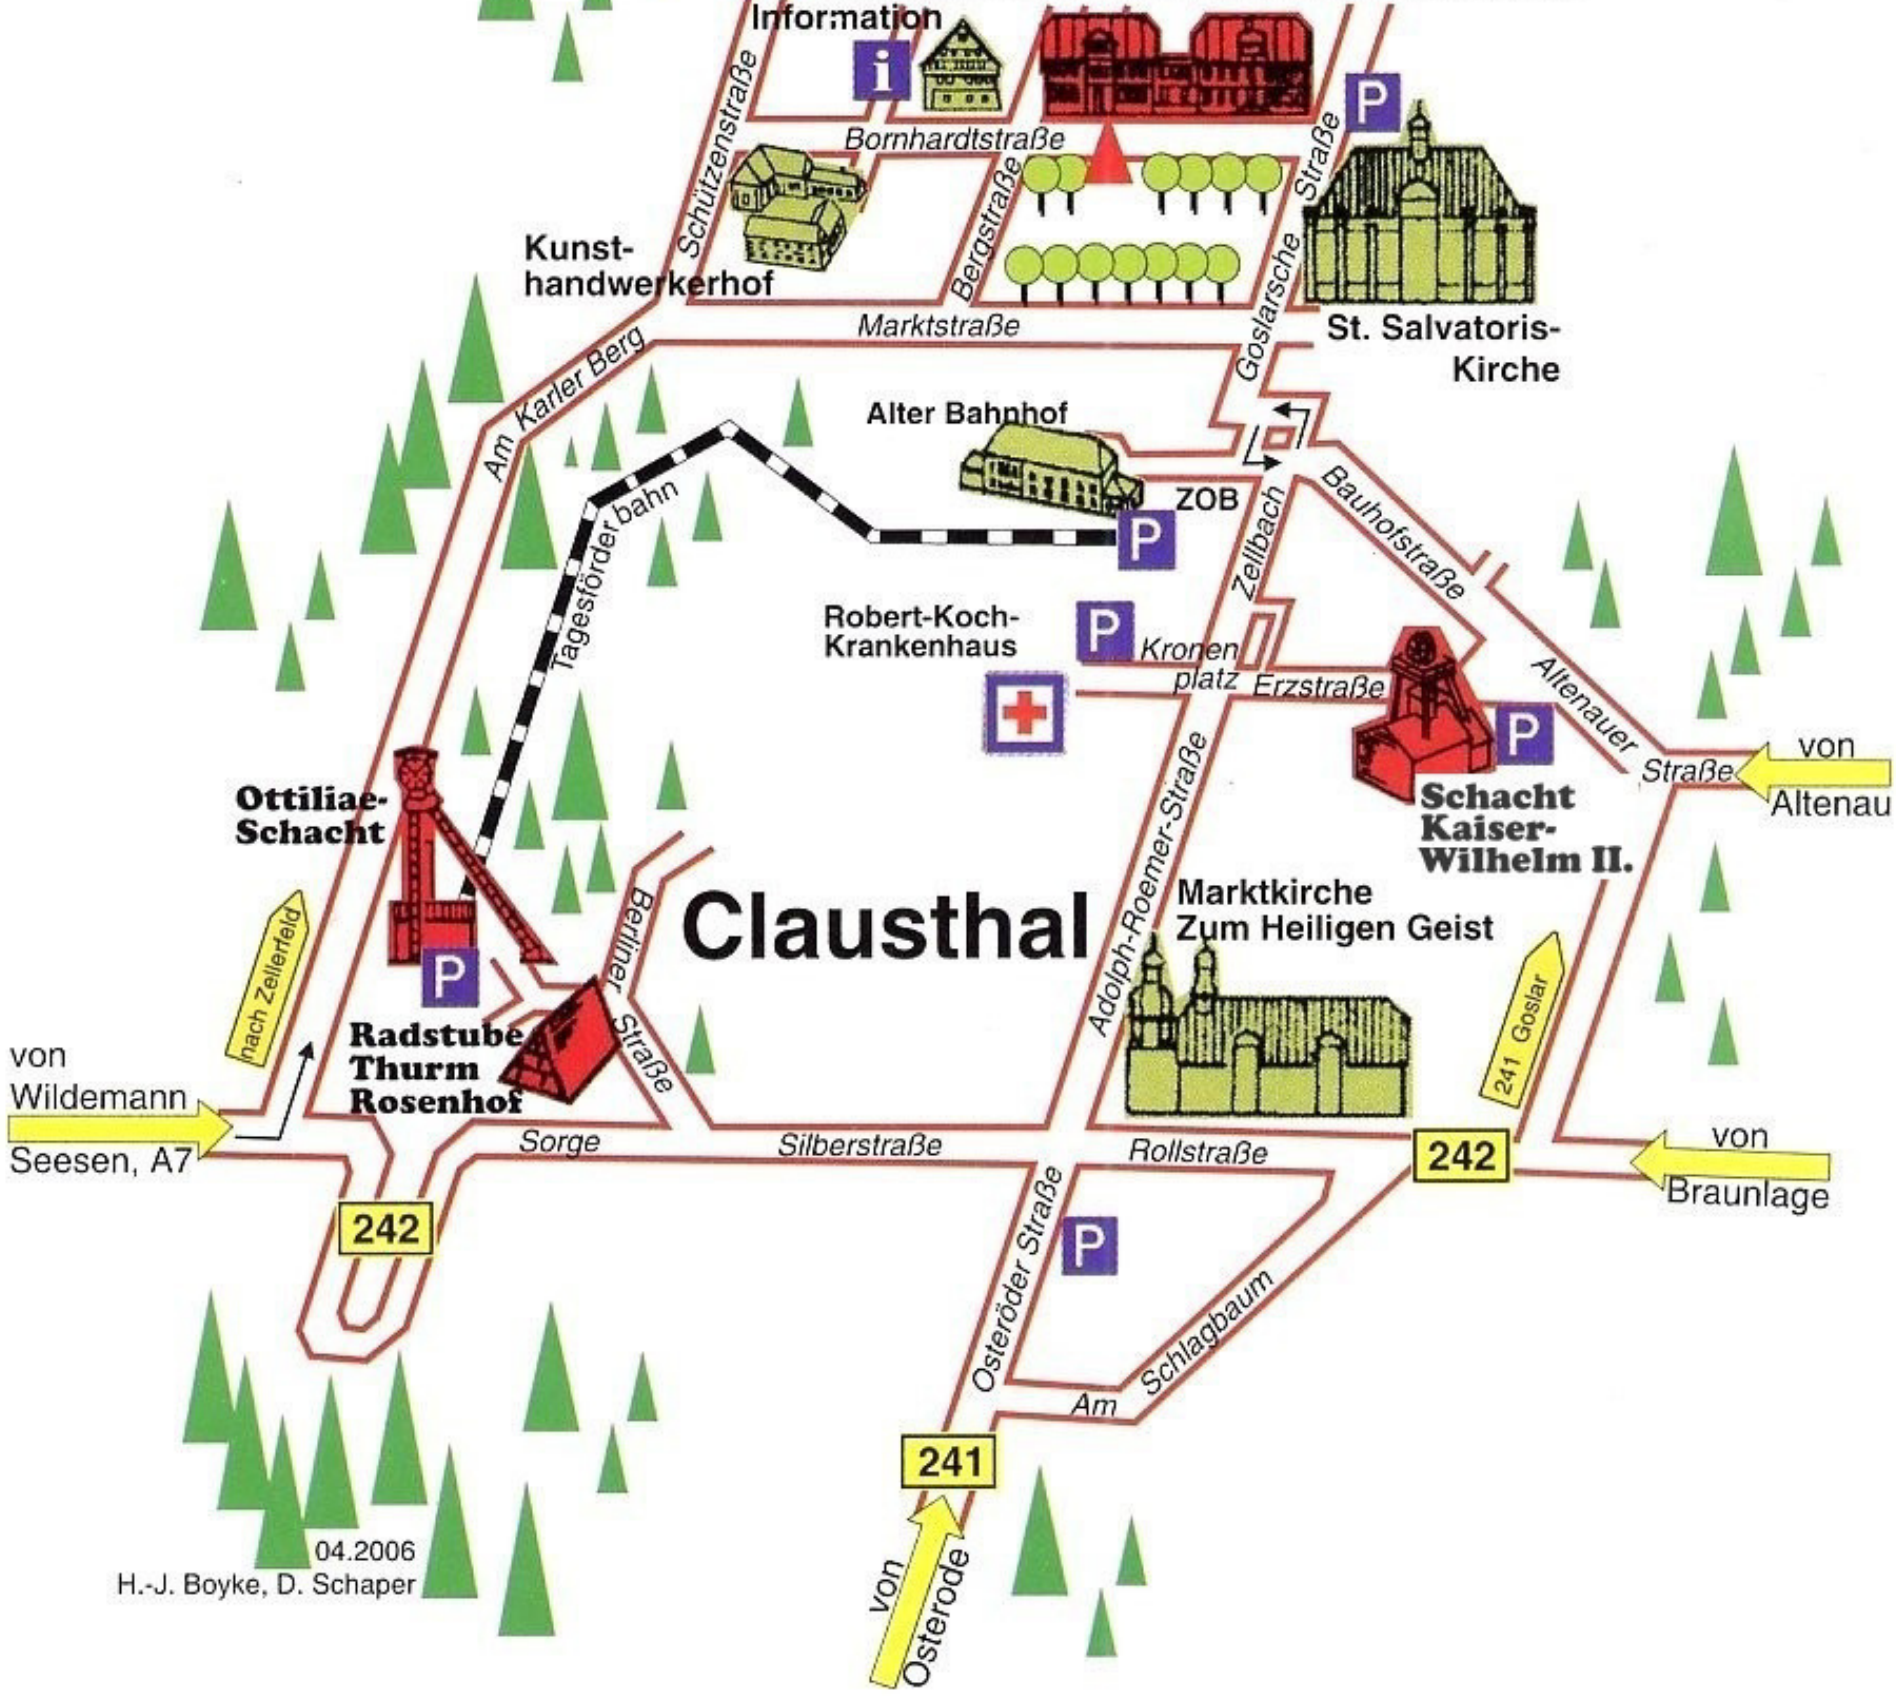 Information
i
P
Schützenstraße
Bornhardtstraße
Bergstraße
Goslarsche Straße
Kunst-
handwerkerhof
Marktstraße
St. Salvatoris-
Kirche
Am Karler Berg
Alter Bahnhof
ZOB
P
Bauhofstraße
Tagesförderbahn
Zellbach
Robert-Koch-
Krankenhaus
P
Kronen
platz
Erzstraße
Altenauer
Straße
P
von
Altenau
Ottiliae-
Schacht
Schacht
Kaiser-
Wilhelm II.
Adolph-Roemer-Straße
Berliner
Straße
Clausthal
Marktkirche
Zum Heiligen Geist
nach Zellerfeld
P
241 Goslar
Radstube
Thurm
Rosenhof
von
Wildemann
Seesen, A7
Sorge
Silberstraße
Rollstraße
242
von
Braunlage
242
Osteröder Straße
P
Am
Schlagbaum
241
von
Osterode
04.2006
H.-J. Boyke, D. Schaper